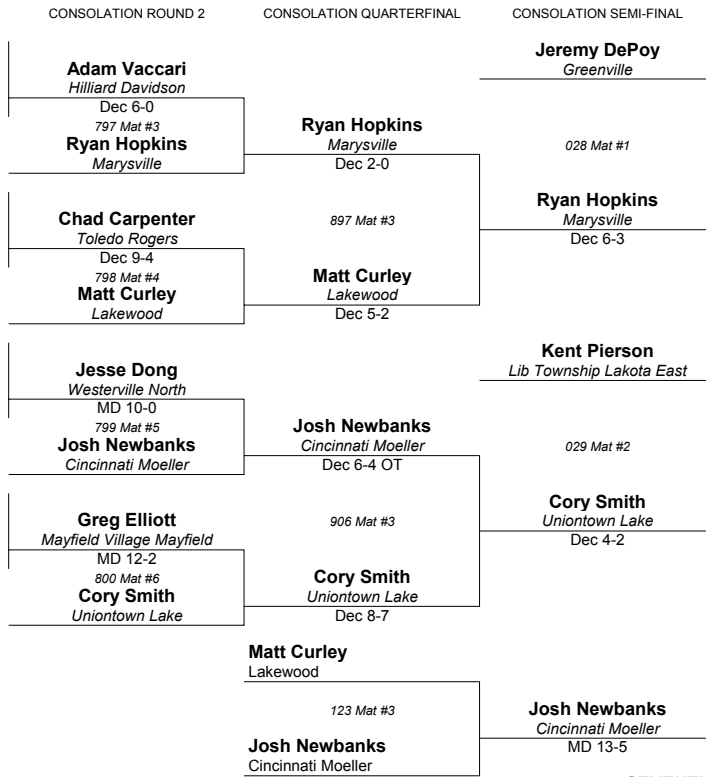 CONSOLATION ROUND 2
CONSOLATION QUARTERFINAL
CONSOLATION SEMI-FINAL
Adam Vaccari
Hilliard Davidson
Dec 6-0
797 Mat #3
Ryan Hopkins
Marysville
Chad Carpenter
Toledo Rogers
Dec 9-4
798 Mat #4
Matt Curley
Lakewood
Jesse Dong
Westerville North
MD 10-0
799 Mat #5
Josh Newbanks
Cincinnati Moeller
Greg Elliott
Mayfield Village Mayfield
MD 12-2
800 Mat #6
Cory Smith
Uniontown Lake
Ryan Hopkins
Marysville
Dec 2-0
897 Mat #3
Matt Curley
Lakewood
Dec 5-2
Josh Newbanks
Cincinnati Moeller
Dec 6-4 OT
906 Mat #3
Cory Smith
Uniontown Lake
Dec 8-7
Matt Curley
Lakewood
123 Mat #3
Josh Newbanks
Cincinnati Moeller
Jeremy DePoy
Greenville
028 Mat #1
Ryan Hopkins
Marysville
Dec 6-3
Kent Pierson
Lib Township Lakota East
029 Mat #2
Cory Smith
Uniontown Lake
Dec 4-2
Josh Newbanks
Cincinnati Moeller
MD 13-5